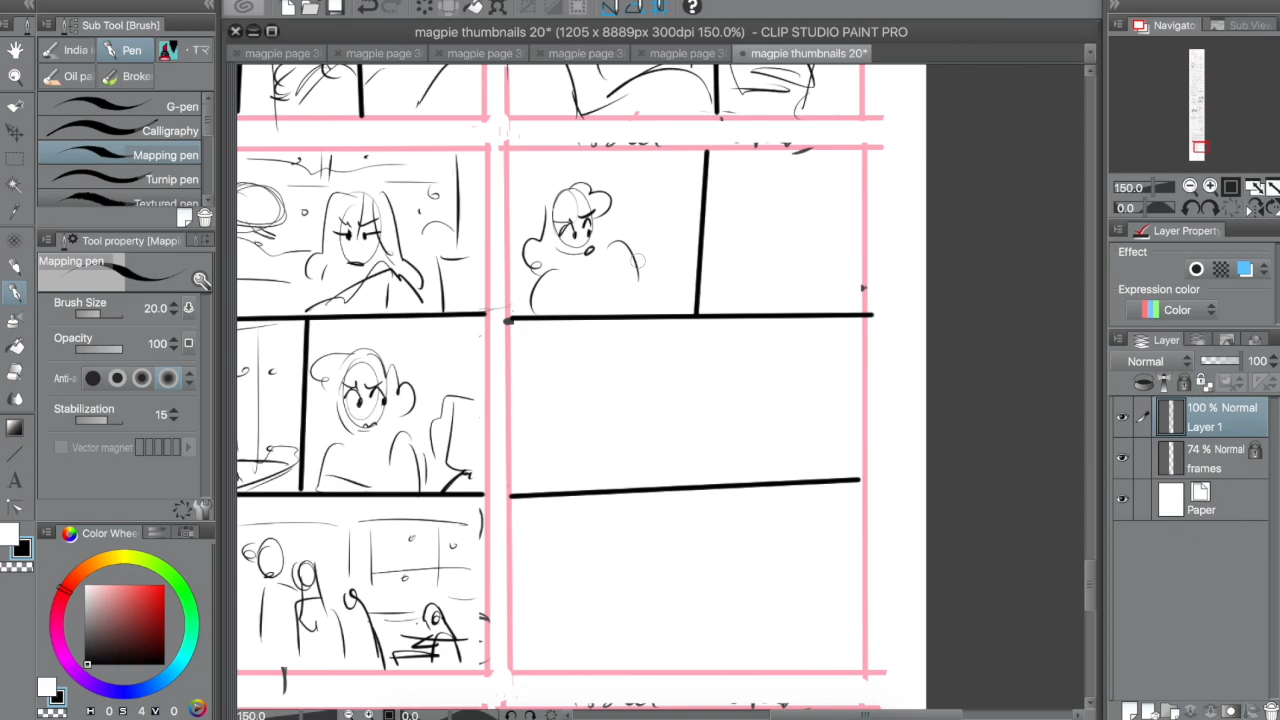 Sub Tool [Brush]
magpie thumbnails 20* (1205 x 8889px 300dpi 150.0%) - CLIP STUDIO PAINT PRO
Navigato
Sub View
India
Pen
magpie page 3
magpie page 3
magpie page 3
magpie page 3
magpie page 3
magpie thumbnails 20*
Oil pa
Broke
G-pen
Calligraphy
Mapping pen
Turnip pen
Textured pen
150.0
0.0
Tool property [Mappi
Layer Property
Mapping pen
Effect
Brush Size
20.0
Expression color
Color
Opacity
100
Layer
Anti-a
Normal
100
Stabilization
15
100 % Normal
Layer 1
Vector magnet
74 % Normal
frames
Paper
Color Whee
H 0 S 4 V 0
150.0
0.0